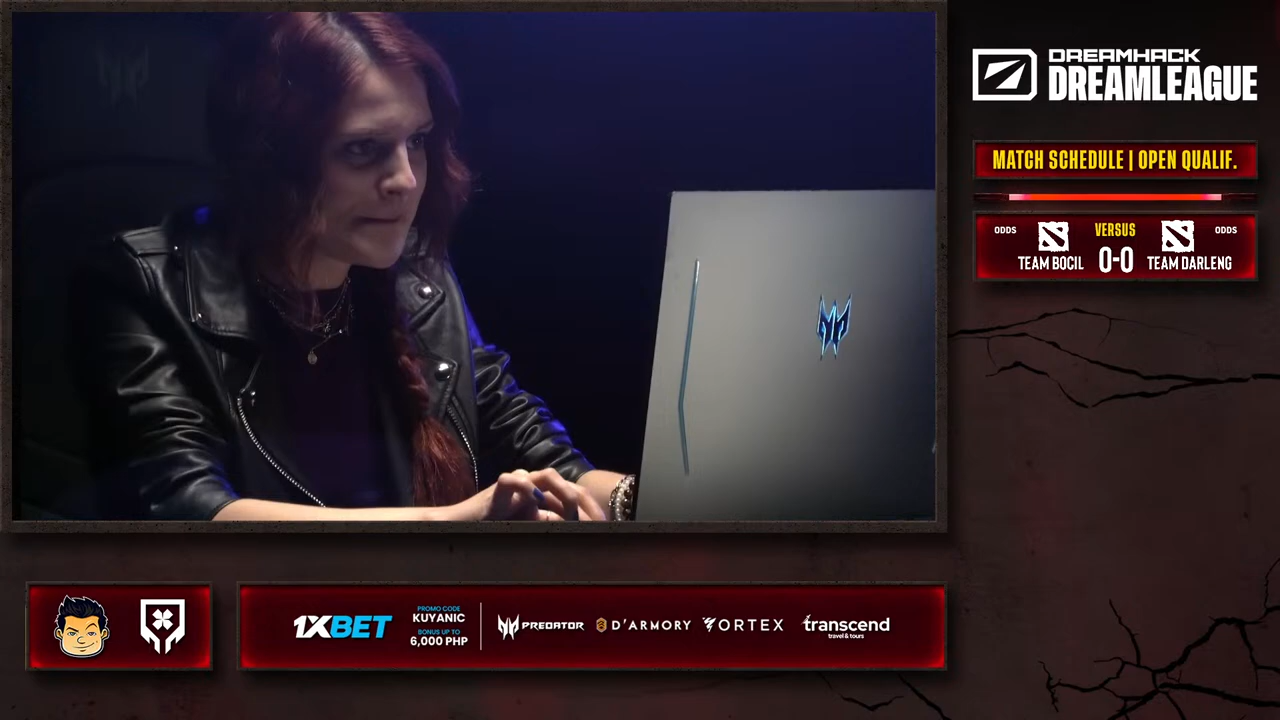 DREAMHACK
DREAMLEAGUE
MATCH SCHEDULE | OPEN QUALIF.
ODDS
VERSUS
ODDS
TEAM BOCIL
0-0
TEAM DARLENG
1XBET
PROMO CODE
KUYANIC
BONUS UP TO
6,000 PHP
PREDATOR
D'ARMORY
VORTEX
transcend
travel & tours